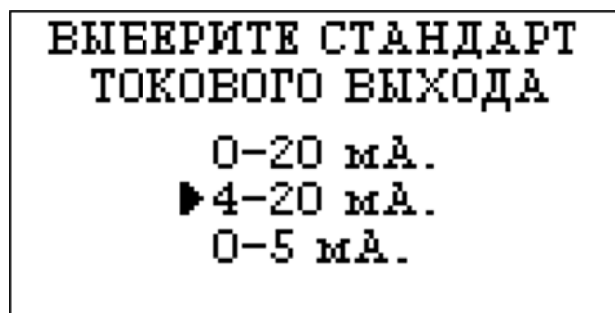 ВЫБЕРИТЕ СТАНДАРТ
ТОКОВОГО ВЫХОДА
0-20 мА.
4-20 мА.
0-5 мА.